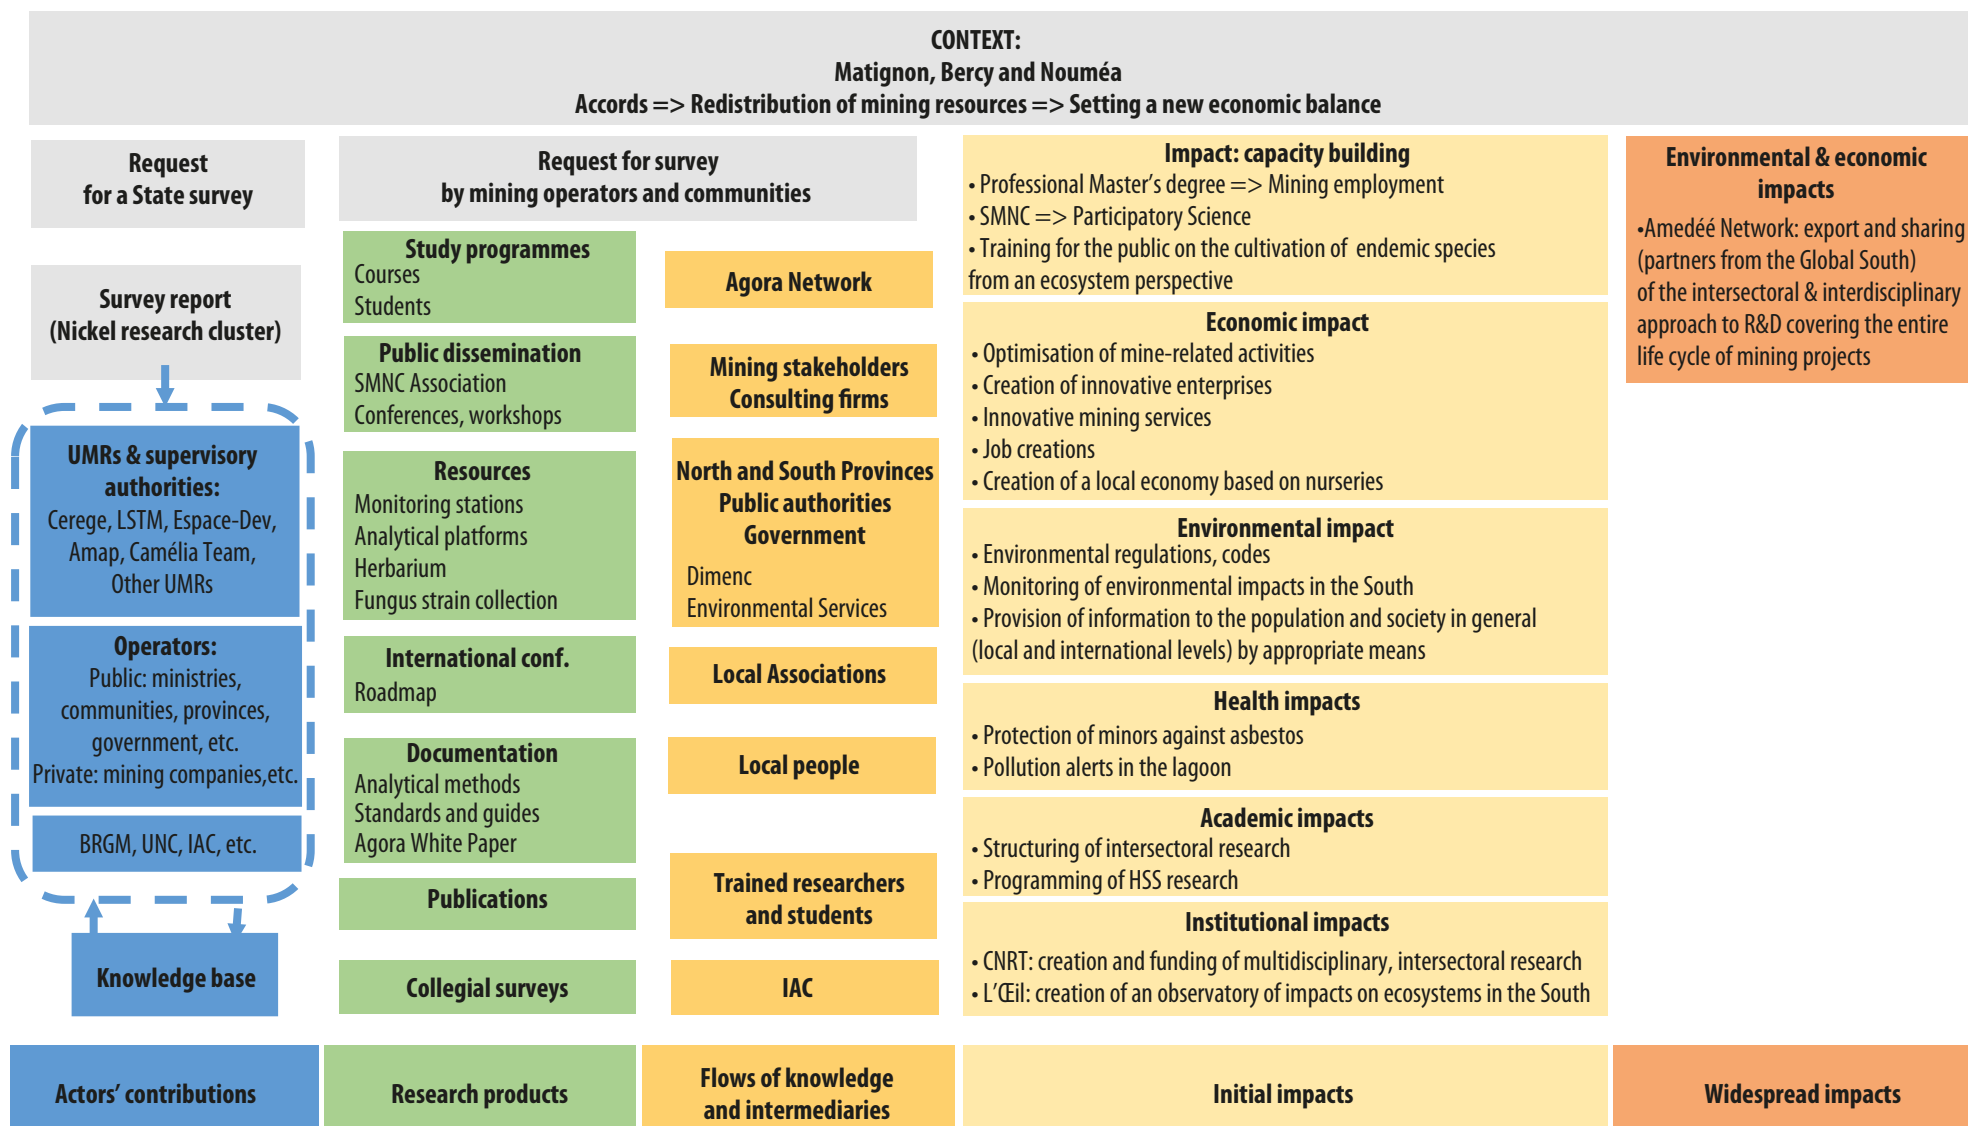 CONTEXT:
Matignon, Bercy and Nouméa
Accords => Redistribution of mining resources => Setting a new economic balance
Request
for a State survey
Survey report
(Nickel research cluster)
UMRs & supervisory
authorities:
Cerege, LSTM, Espace-Dev,
Amap, Camélia Team,
Other UMRs
Operators:
Public: ministries,
communities, provinces,
government, etc.
Private: mining companies,etc.
BRGM, UNC, IAC, etc.
Knowledge base
Actors’ contributions
Request for survey
by mining operators and communities
Study programmes
Courses
Students
Public dissemination
SMNC Association
Conferences, workshops
Resources
Monitoring stations
Analytical platforms
Herbarium
Fungus strain collection
International conf.
Roadmap
Documentation
Analytical methods
Standards and guides
Agora White Paper
Publications
Collegial surveys
Research products
Agora Network
Mining stakeholders
Consulting firms
North and South Provinces
Public authorities
Government
Dimenc
Environmental Services
Local Associations
Local people
Trained researchers
and students
IAC
Flows of knowledge
and intermediaries
Impact: capacity building
• Professional Master’s degree => Mining employment
• SMNC => Participatory Science
• Training for the public on the cultivation of endemic species
from an ecosystem perspective
Economic impact
• Optimisation of mine-related activities
• Creation of innovative enterprises
• Innovative mining services
• Job creations
• Creation of a local economy based on nurseries
Environmental impact
• Environmental regulations, codes
• Monitoring of environmental impacts in the South
• Provision of information to the population and society in general
(local and international levels) by appropriate means
Health impacts
• Protection of minors against asbestos
• Pollution alerts in the lagoon
Academic impacts
• Structuring of intersectoral research
• Programming of HSS research
Institutional impacts
• CNRT: creation and funding of multidisciplinary, intersectoral research
• L’Œil: creation of an observatory of impacts on ecosystems in the South
Initial impacts
Environmental & economic
impacts
•Amedéé Network: export and sharing
(partners from the Global South)
of the intersectoral & interdisciplinary
approach to R&D covering the entire
life cycle of mining projects
Widespread impacts